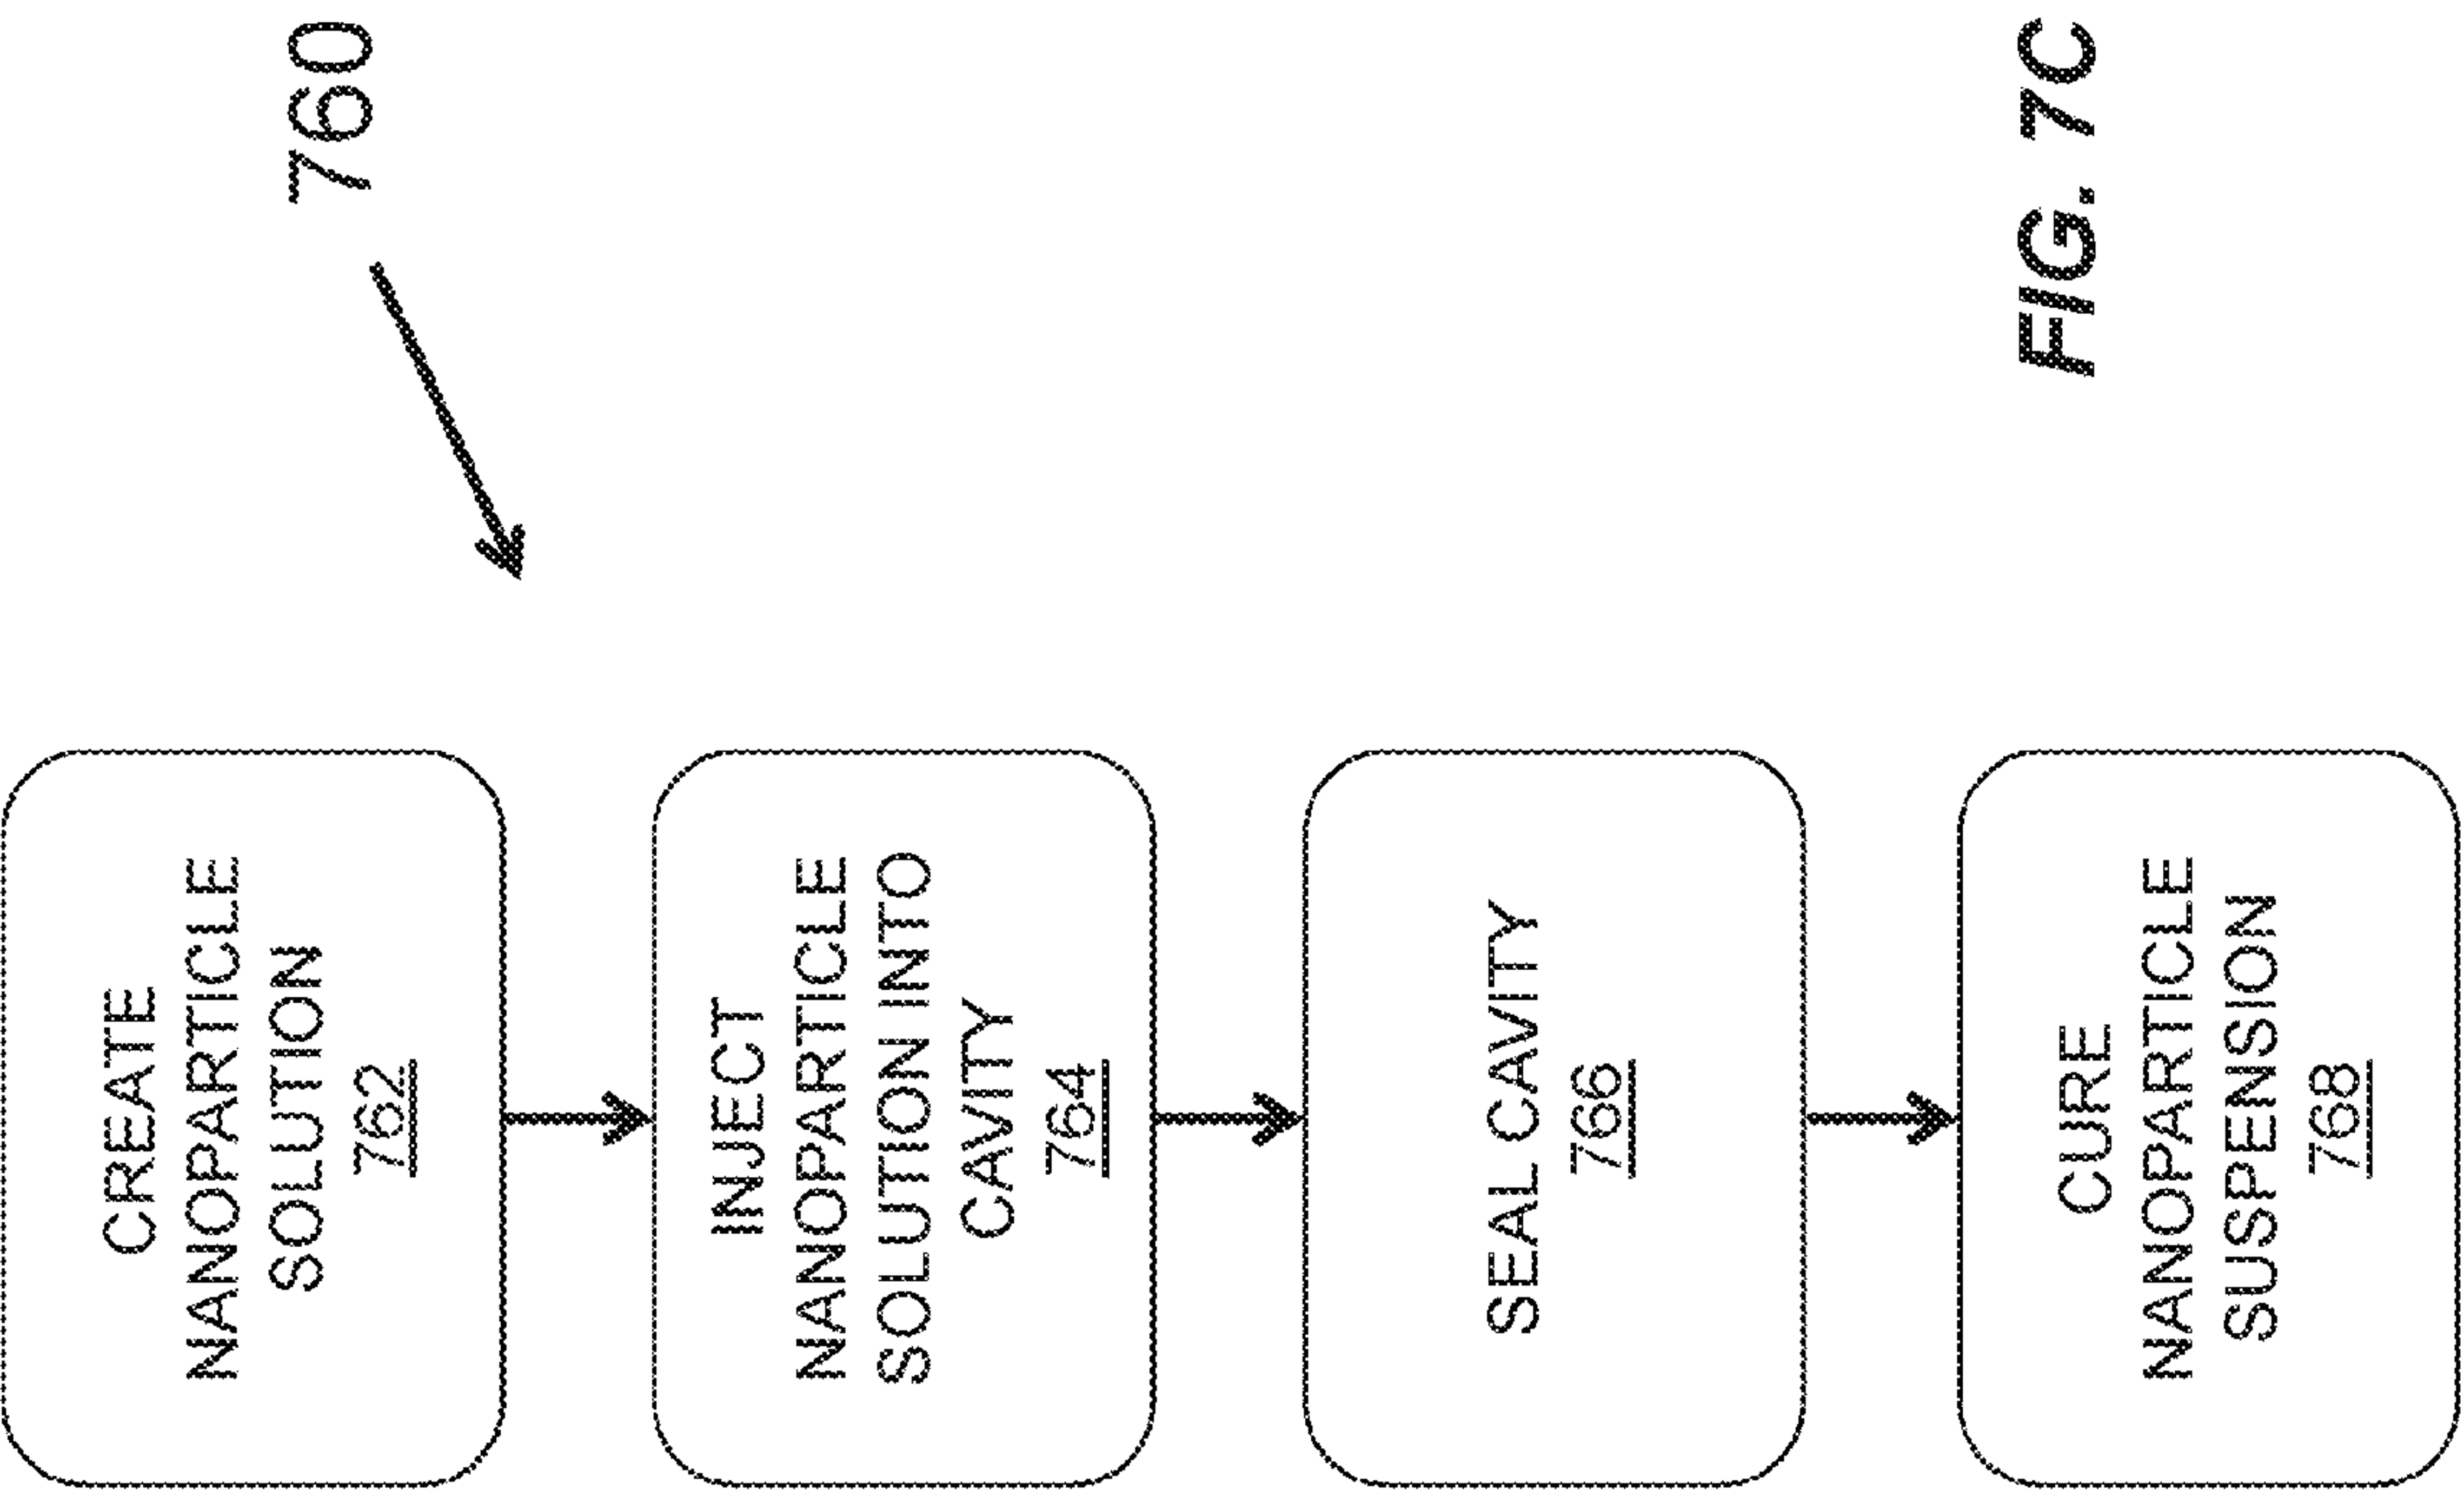 760
CREATE
NANOPARTICLE
SOLUTION
762
INJECT
NANOPARTICLE
SOLUTION INTO
CAVITY
764
SEAL CAVITY
766
CURE
NANOPARTICLE
SUSPENSION
768
FIG. 7C